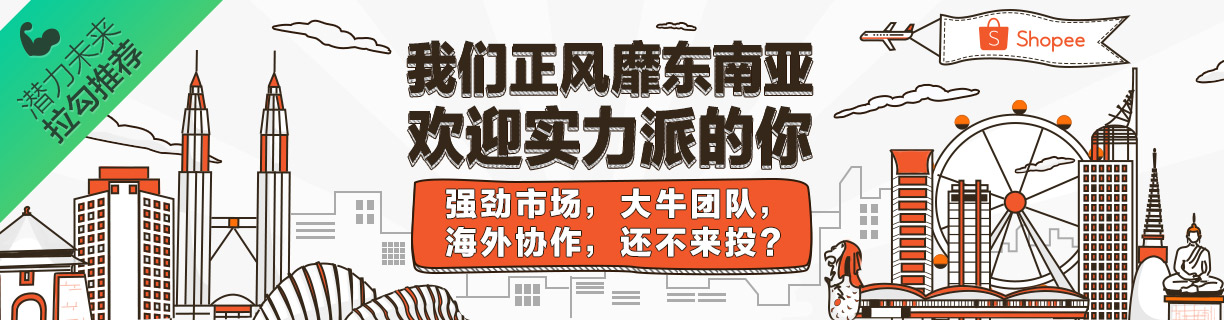 潜力未来
拉勾推荐
我们正风靡东南亚
欢迎实力派的你
强劲市场，大牛团队，
海外协作，还不来投？
S Shopee